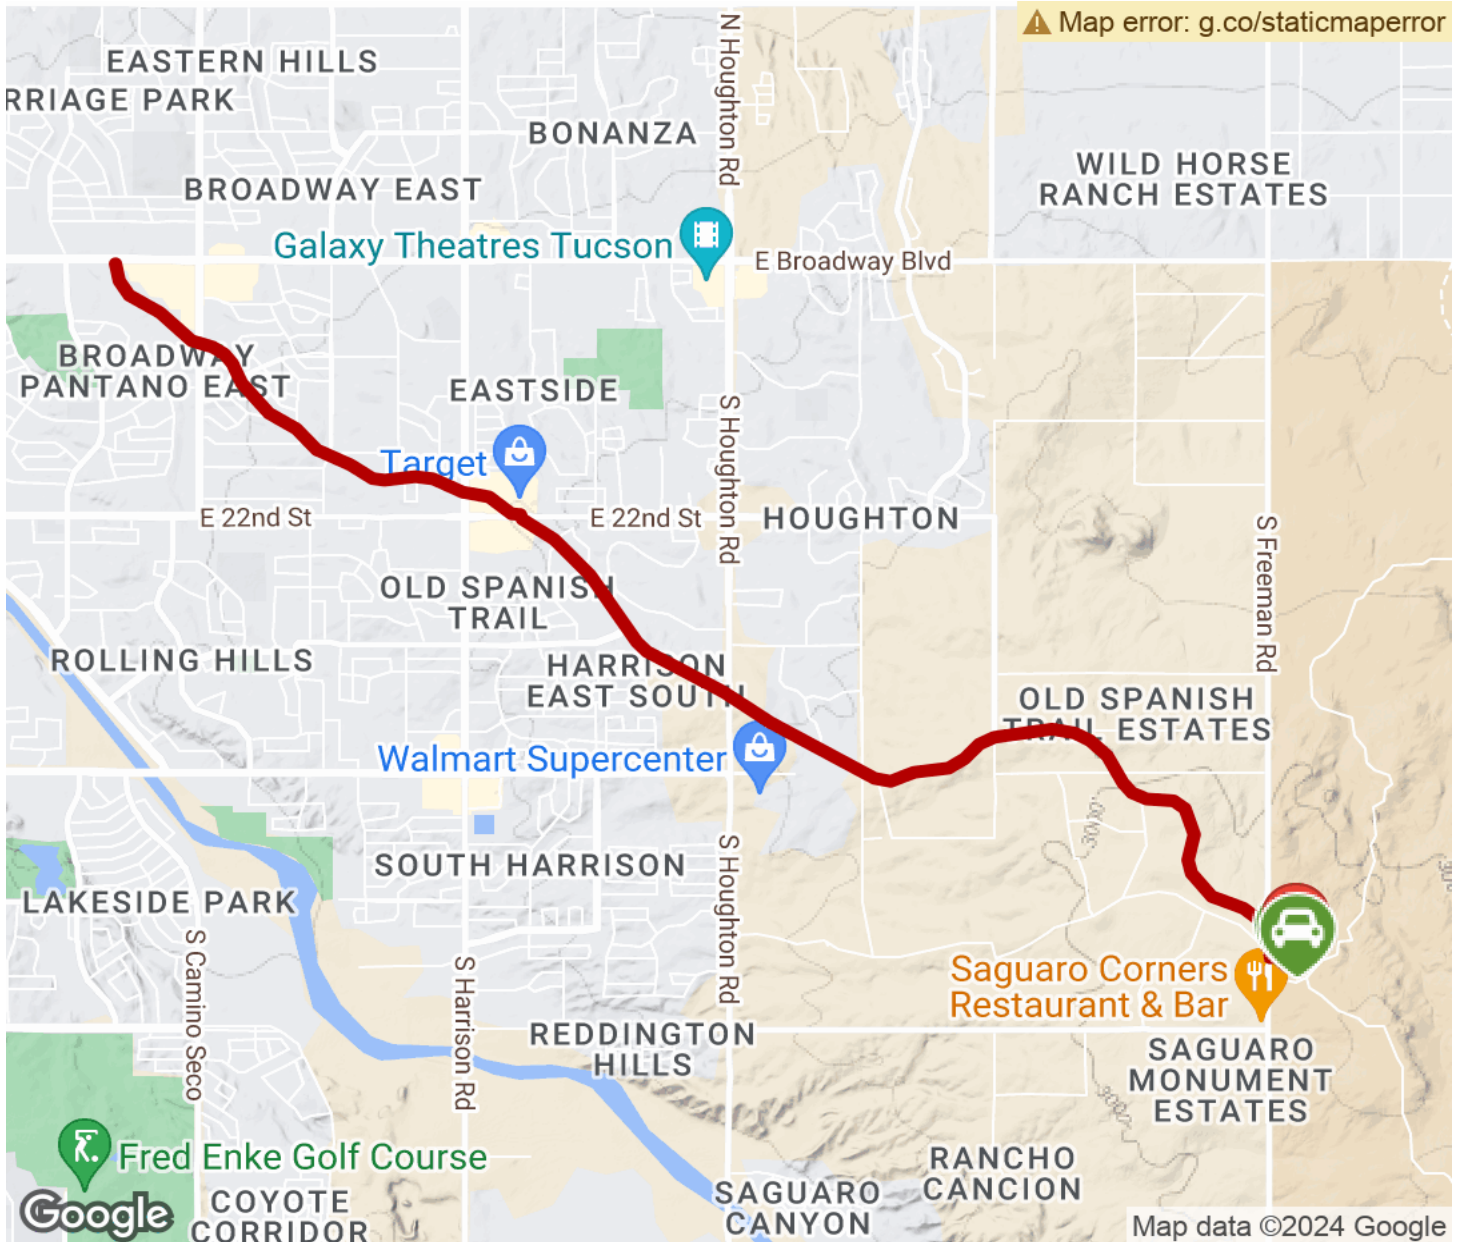 Map error: g.co/staticmaperror
EASTERN HILLS
RRIAGE PARK
N Houghton Rd
BONANZA
WILD HORSE
RANCH ESTATES
BROADWAY EAST
Galaxy Theatres Tucson
E Broadway Blvd
BROADWAY
PANTANO EAST
EASTSIDE
S Houghton Rd
Target
E 22nd St
E 22nd St
HOUGHTON
S Freeman Rd
OLD SPANISH
TRAIL
ROLLING HILLS
HARRISON
EAST SOUTH
OLD SPANISH
TRAIL ESTATES
Walmart Supercenter
3000
SOUTH HARRISON
S Houghton Rd
LAKESIDE PARK
S Camino Seco
S Harrison Rd
Saguaro Corners
Restaurant & Bar
REDDINGTON
HILLS
SAGUARO
MONUMENT
ESTATES
3000
Fred Enke Golf Course
RANCHO
CANCION
COYOTE
CORRIDOR
SAGUARO
CANYON
Google
Map data ©2024 Google